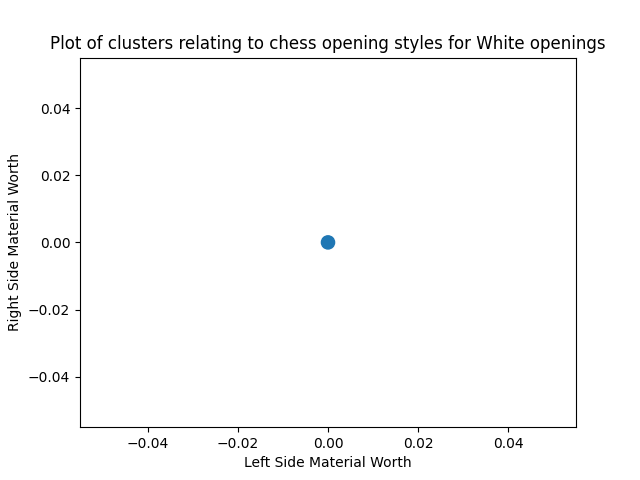 Plot of clusters relating to chess opening styles for White openings
0.04
0.02
0.00
−0.02
−0.04
Right Side Material Worth
−0.04 −0.02 0.00 0.02 0.04
Left Side Material Worth